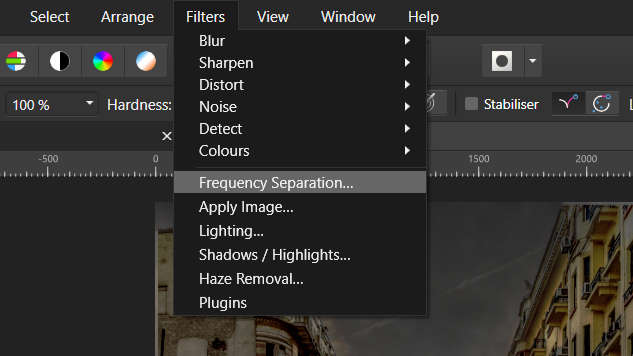 Select Arrange Filters View Window Help
Blur
Sharpen
100 % Hardness: Distort Stabiliser
Noise
Detect
Colours
-500 0 1500 2000
Frequency Separation...
Apply Image...
Lighting...
Shadows / Highlights...
Haze Removal...
Plugins